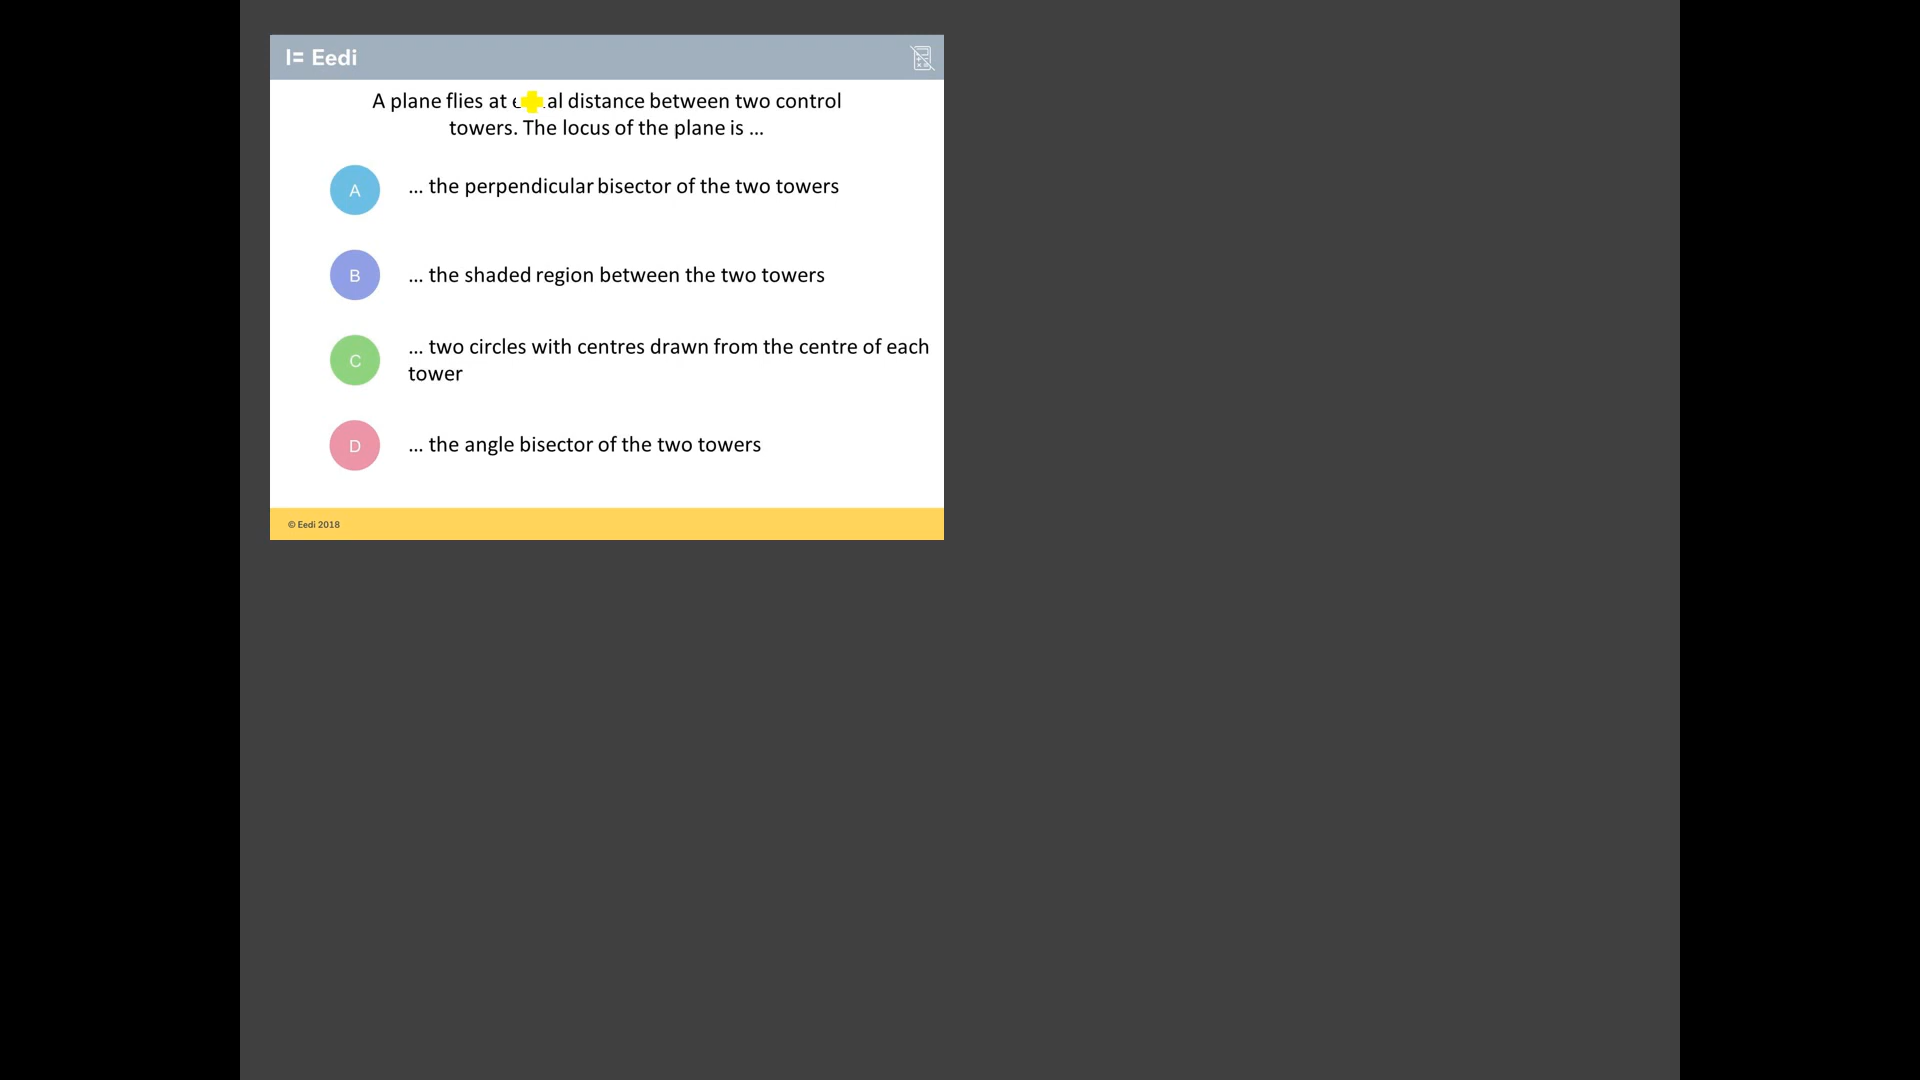 Eedi
A plane flies at distance between two control
towers. The locus of the plane is ...
A ... the perpendicular bisector of the two towers
B ... the shaded region between the two towers
C ... two circles with centres drawn from the centre of each
tower
D ... the angle bisector of the two towers
© Eedi 2018